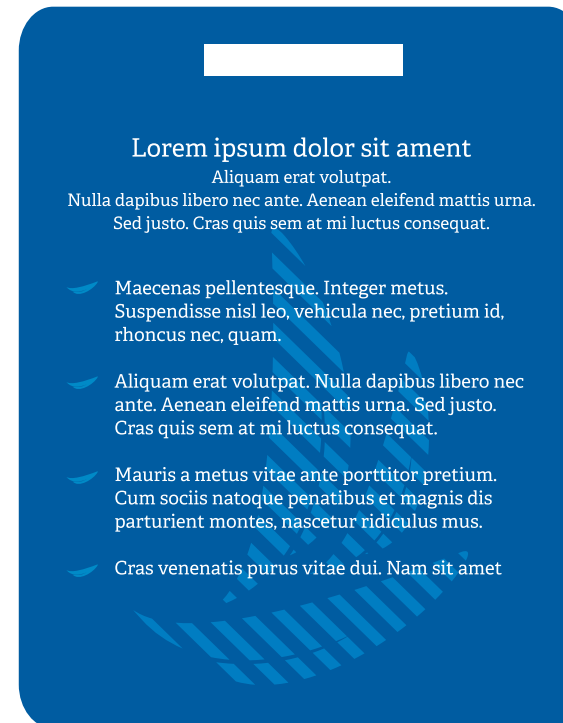 Lorem ipsum dolor sit ament
Aliquam erat volutpat.
Nulla dapibus libero nec ante. Aenean eleifend mattis urna.
Sed justo. Cras quis sem at mi luctus consequat.
Maecenas pellentesque. Integer metus.
Suspendisse nisl leo, vehicula nec, pretium id,
rhoncus nec, quam.
Aliquam erat volutpat. Nulla dapibus libero nec
ante. Aenean eleifend mattis urna. Sed justo.
Cras quis sem at mi luctus consequat.
Mauris a metus vitae ante porttitor pretium.
Cum sociis natoque penatibus et magnis dis
parturient montes, nascetur ridiculus mus.
Cras venenatis purus vitae dui. Nam sit amet